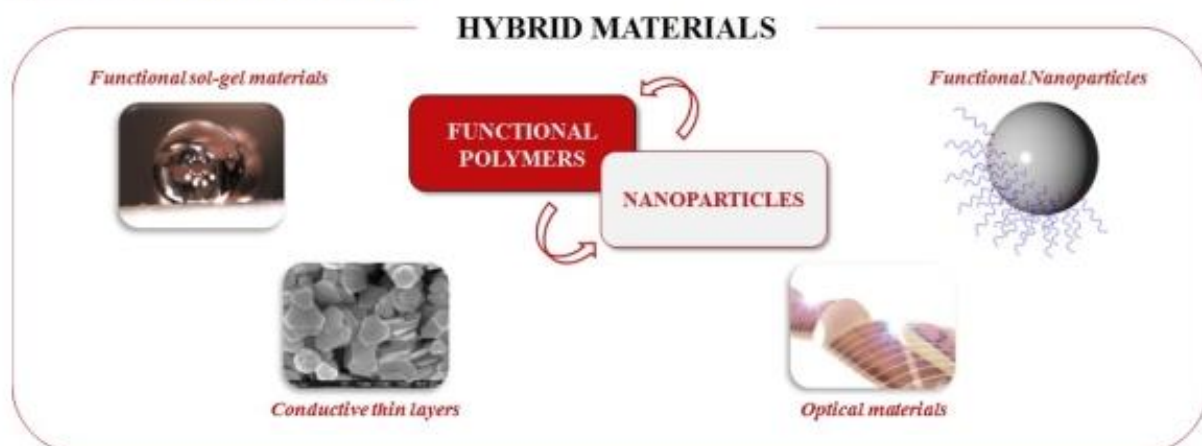 HYBRID MATERIALS
Functional sol-gel materials
Functional Nanoparticles
FUNCTIONAL
POLYMERS
NANOPARTICLES
Conductive thin layers
Optical materials